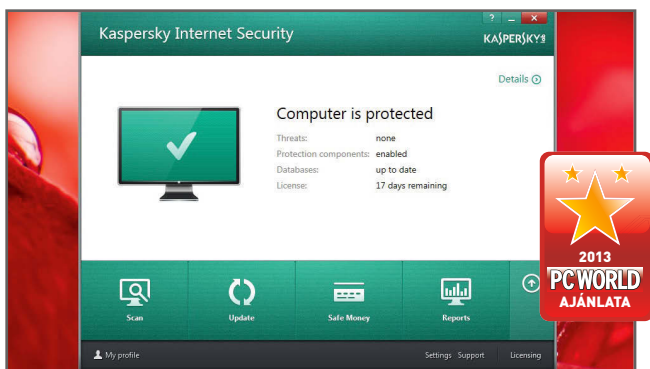 Kaspersky Internet Security
? _ X
KASPERSKY
Details
Computer is protected
Threats: none
Protection components: enabled
Databases: up to date
License: 17 days remaining
Scan
Update
Safe Money
Reports
My profile
Settings Support Licensing
2013
PC WORLD
AJÁNLATA